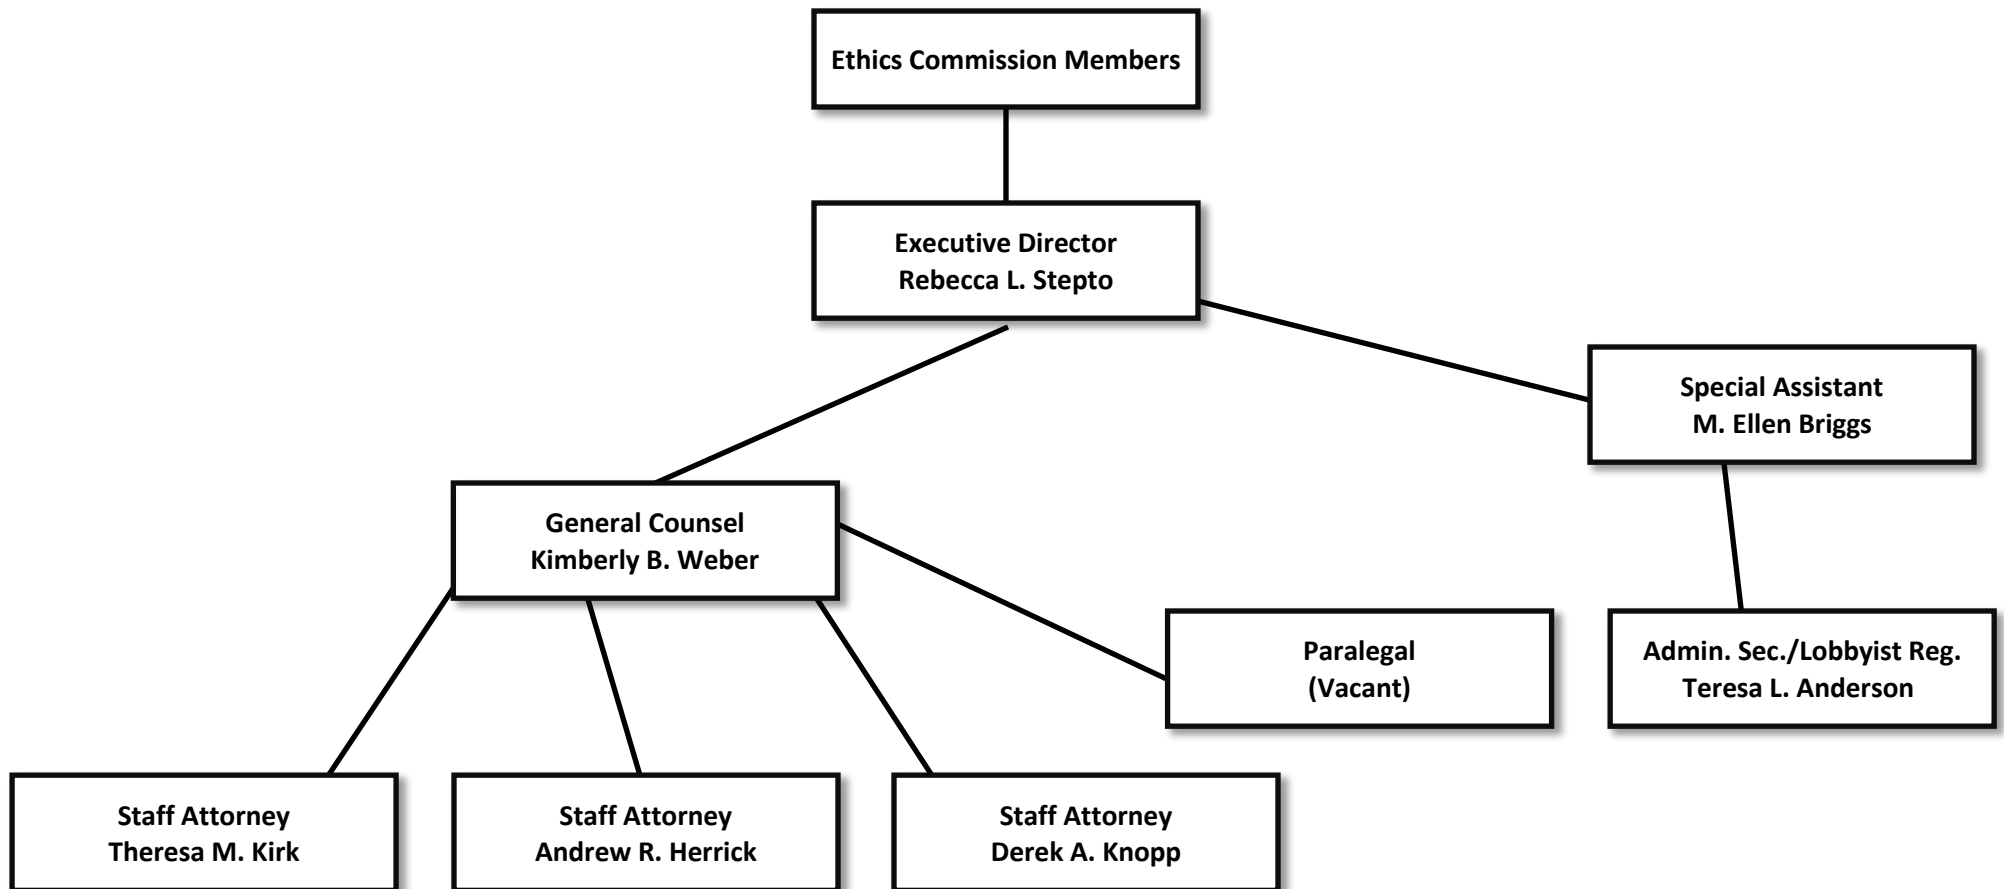 Ethics Commission Members
Executive Director
Rebecca L. Stepto
Special Assistant
M. Ellen Briggs
General Counsel
Kimberly B. Weber
Paralegal
(Vacant)
Admin. Sec./Lobbyist Reg.
Teresa L. Anderson
Staff Attorney
Theresa M. Kirk
Staff Attorney
Andrew R. Herrick
Staff Attorney
Derek A. Knopp